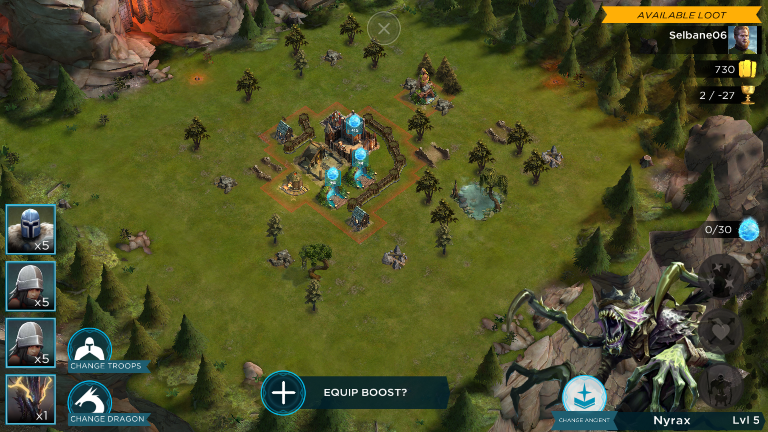 AVAILABLE LOOT
Selbane06
730
2 / -27
0/30
x5
x5
x5
x1
CHANGE TROOPS
CHANGE DRAGON
EQUIP BOOST?
CHANGE ANCIENT
Nyrax
Lvl 5